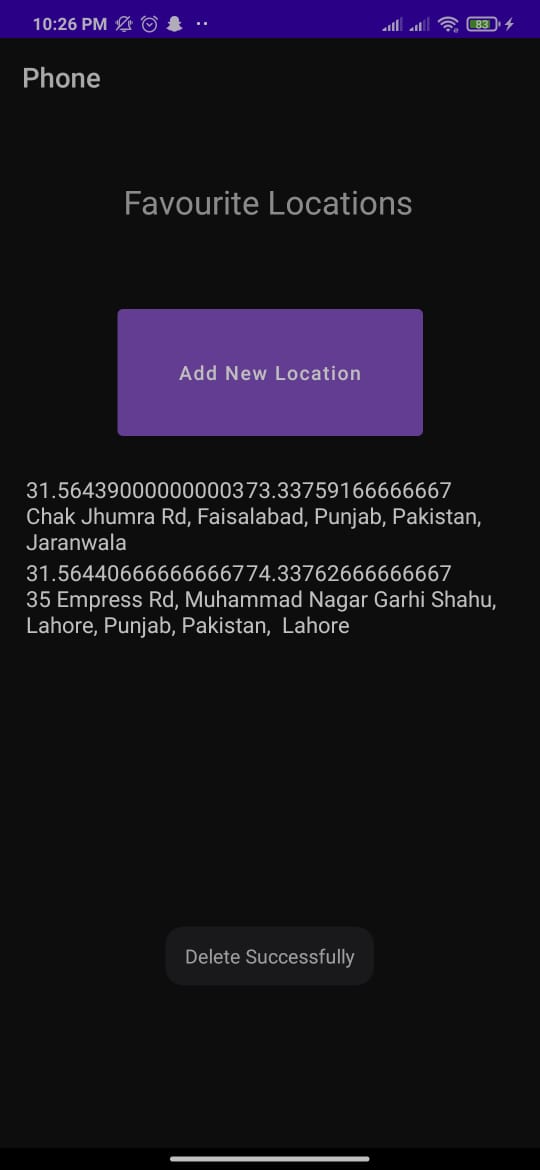 10:26 PM 83
Phone
Favourite Locations
Add New Location
31.56439000000000373.33759166666667
Chak Jhumra Rd, Faisalabad, Punjab, Pakistan,
Jaranwala
31.56440666666666774.33762666666667
35 Empress Rd, Muhammad Nagar Garhi Shahu,
Lahore, Punjab, Pakistan,  Lahore
Delete Successfully